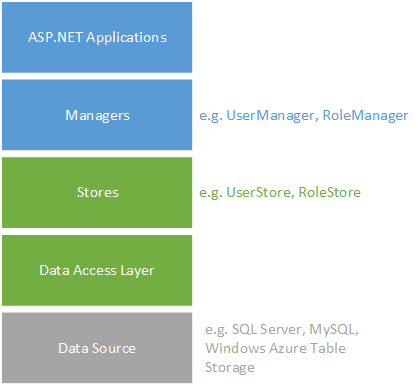 ASP.NET Applications
Managers
e.g. UserManager, RoleManager
Stores
e.g. UserStore, RoleStore
Data Access Layer
Data Source
e.g. SQL Server, MySQL,
Windows Azure Table
Storage